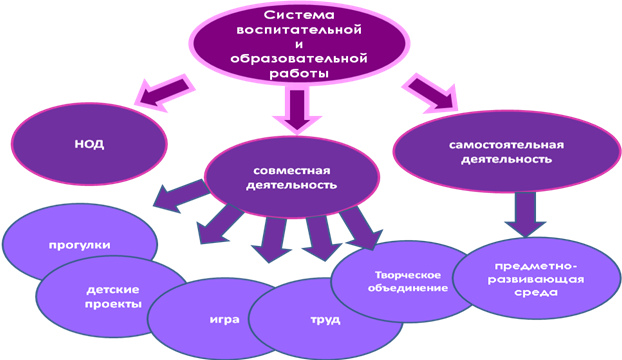 Система
воспитательной
и
образовательной
работы
НОД
совместная
деятельность
самостоятельная
деятельность
прогулки
детские
проекты
игра
труд
Творческое
объединение
предметно-
развивающая
среда